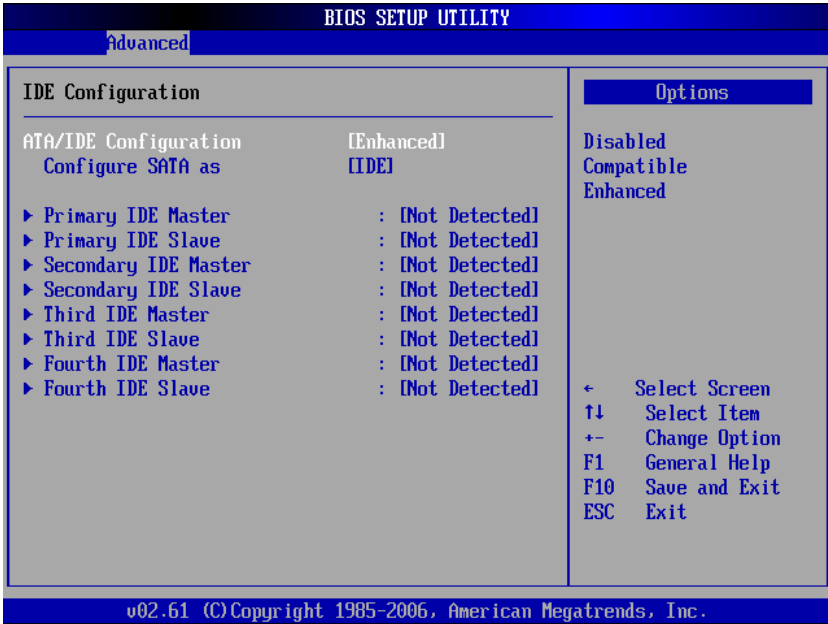 BIOS SETUP UTILITY
Advanced
IDE Configuration
ATA/IDE Configuration [Enhanced]
Configure SATA as [IDE]
Primary IDE Master : [Not Detected]
Primary IDE Slave : [Not Detected]
Secondary IDE Master : [Not Detected]
Secondary IDE Slave : [Not Detected]
Third IDE Master : [Not Detected]
Third IDE Slave : [Not Detected]
Fourth IDE Master : [Not Detected]
Fourth IDE Slave : [Not Detected]
Options
Disabled
Compatible
Enhanced
← Select Screen
↑↓ Select Item
+- Change Option
F1 General Help
F10 Save and Exit
ESC Exit
v02.61 (C)Copyright 1985-2006, American Megatrends, Inc.